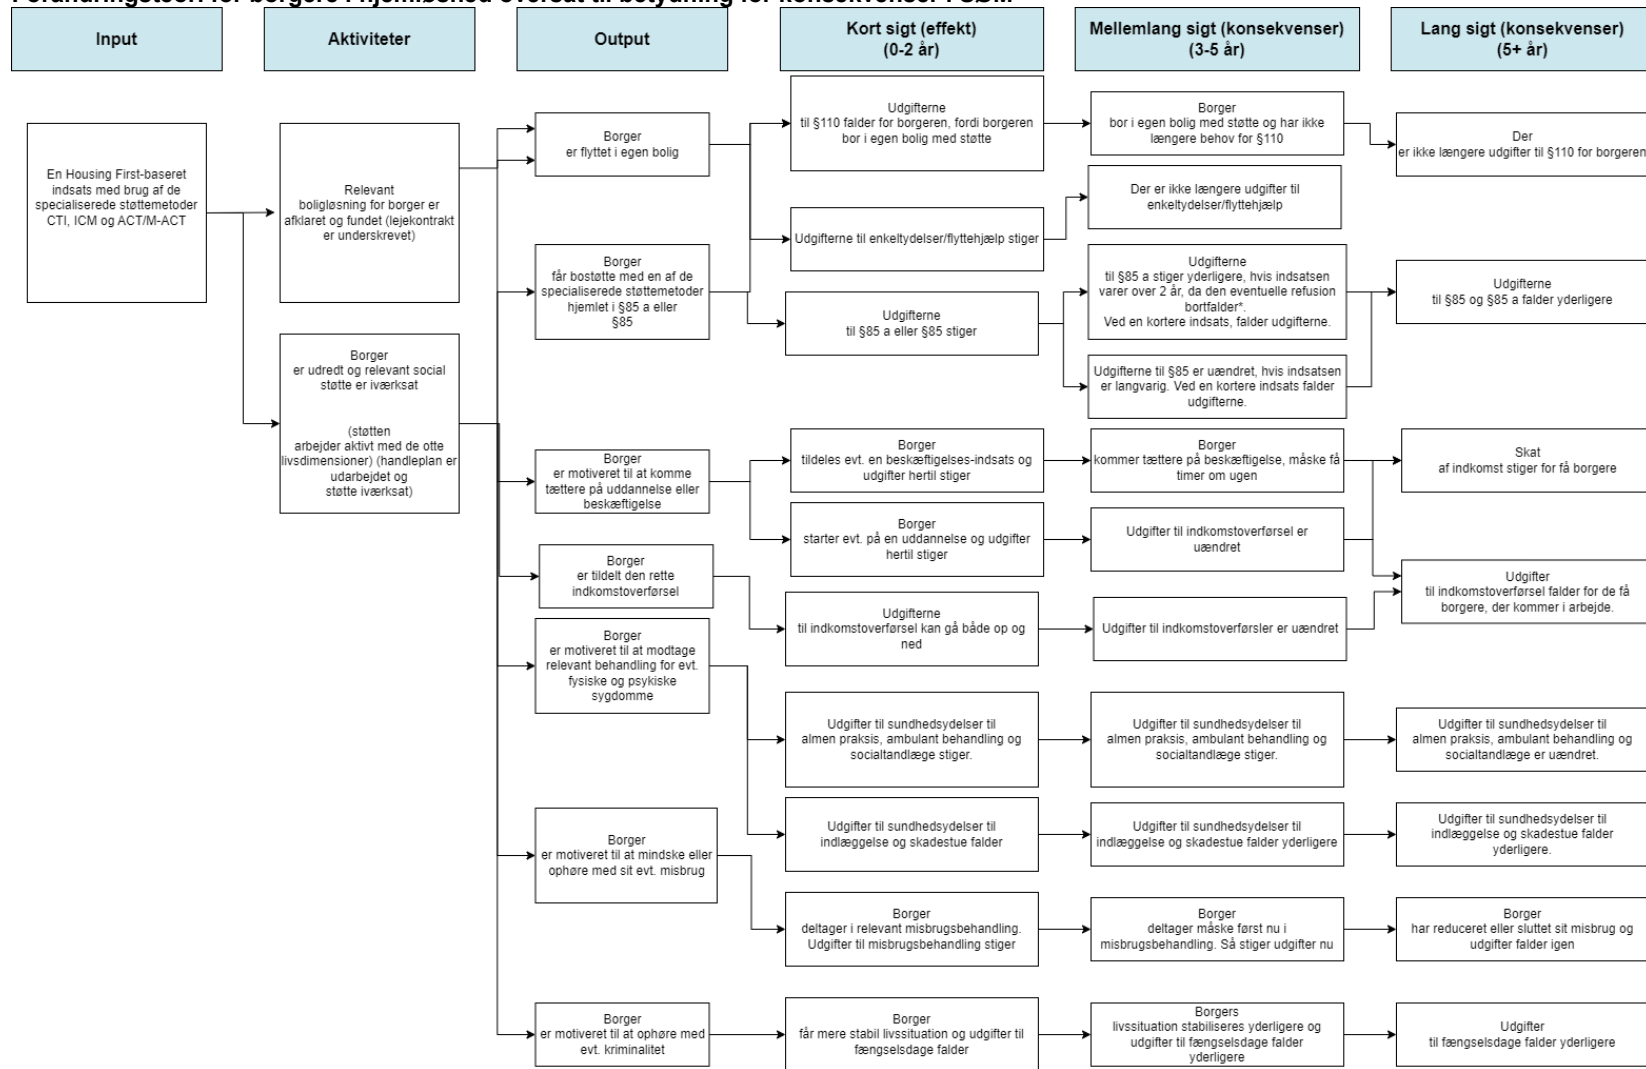 Forandringsteori for borgere i hjemløshed oversat til betydning for konsekvenser i SØM
Input
Aktiviteter
Output
Kort sigt (effekt)
(0-2 år)
Mellemlang sigt (konsekvenser)
(3-5 år)
Lang sigt (konsekvenser)
(5+ år)
En Housing First-baseret
indsats med brug af de
specialiserede støttemetoder
CTI, ICM og ACT/M-ACT
Relevant
boligløsning for borger er
afklaret og fundet (lejekontrakt
er underskrevet)
Borger
er udredt og relevant social
støtte er iværksat
(støtten
arbejder aktivt med de otte
livsdimensioner) (handleplan er
udarbejdet og
støtte iværksat)
Borger
er flyttet i egen bolig
Borger
får bostøtte med en af de
specialiserede støttemetoder
hjemlet i §85 a eller
§85
Borger
er motiveret til at komme
tættere på uddannelse eller
beskæftigelse
Borger
er tildelt den rette
indkomstoverførsel
Borger
er motiveret til at modtage
relevant behandling for evt.
fysiske og psykiske
sygdomme
Borger
er motiveret til at mindske eller
ophøre med sit evt. misbrug
Borger
er motiveret til at ophøre med
evt. kriminalitet
Udgifterne
til §110 falder for borgeren, fordi borgeren
bor i egen bolig med støtte
Udgifterne til enkeltydelser/flyttehjælp stiger
Udgifterne
til §85 a eller §85 stiger
Borger
tildeles evt. en beskæftigelses-indsats og
udgifter hertil stiger
Borger
starter evt. på en uddannelse og udgifter
hertil stiger
Udgifterne
til indkomstoverførsel kan gå både op og
ned
Udgifter til sundhedsydelser til
almen praksis, ambulant behandling og
socialtandlæge stiger.
Udgifter til sundhedsydelser til
indlæggelse og skadestue falder
Borger
deltager i relevant misbrugsbehandling.
Udgifter til misbrugsbehandling stiger
Borger
får mere stabil livssituation og udgifter til
fængselsdage falder
Borger
bor i egen bolig med støtte og har ikke
længere behov for §110
Der er ikke længere udgifter til
enkeltydelser/flyttehjælp
Udgifterne
til §85 a stiger yderligere, hvis indsatsen
varer over 2 år, da den eventuelle refusion
bortfalder*.
Ved en kortere indsats, falder udgifterne.
Udgifterne til §85 er uændret, hvis indsatsen
er langvarig. Ved en kortere indsats falder
udgifterne.
Borger
kommer tættere på beskæftigelse, måske få
timer om ugen
Udgifter til indkomstoverførsel er
uændret
Udgifter til indkomstoverførsler er uændret
Udgifter til sundhedsydelser til
almen praksis, ambulant behandling og
socialtandlæge stiger.
Udgifter til sundhedsydelser til
indlæggelse og skadestue falder yderligere
Borger
deltager måske først nu i
misbrugsbehandling. Så stiger udgifter nu
Borgers
livssituation stabiliseres yderligere og
udgifter til fængselsdage falder
yderligere
Der
er ikke længere udgifter til §110 for borgeren
Udgifterne
til §85 og §85 a falder yderligere
Skat
af indkomst stiger for få borgere
Udgifter
til indkomstoverførsel falder for de få
borgere, der kommer i arbejde.
Udgifter til sundhedsydelser til
almen praksis, ambulant behandling og
socialtandlæge er uændret.
Udgifter til sundhedsydelser til
indlæggelse og skadestue falder
yderligere.
Borger
har reduceret eller sluttet sit misbrug og
udgifter falder igen
Udgifter
til fængselsdage falder yderligere